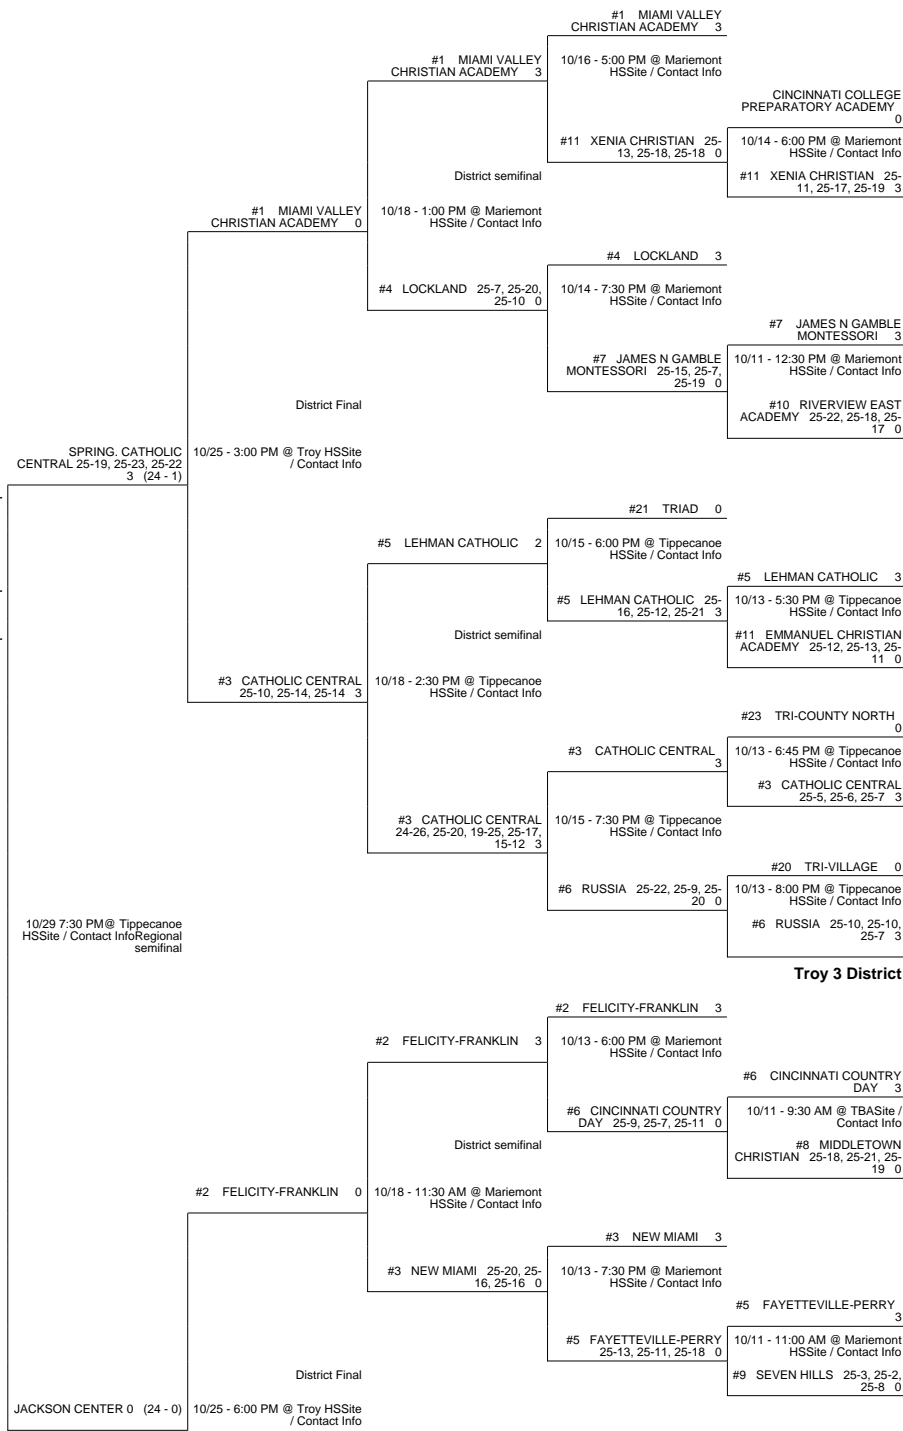 #1 MIAMI VALLEY
CHRISTIAN ACADEMY 3
#1 MIAMI VALLEY
CHRISTIAN ACADEMY 3
10/16 - 5:00 PM @ Mariemont
HSSite / Contact Info
CINCINNATI COLLEGE
PREPARATORY ACADEMY
0
#11 XENIA CHRISTIAN 25-
13, 25-18, 25-18 0
10/14 - 6:00 PM @ Mariemont
HSSite / Contact Info
District semifinal
#11 XENIA CHRISTIAN 25-
11, 25-17, 25-19 3
#1 MIAMI VALLEY
CHRISTIAN ACADEMY 0
10/18 - 1:00 PM @ Mariemont
HSSite / Contact Info
#4 LOCKLAND 3
#4 LOCKLAND 25-7, 25-20,
25-10 0
10/14 - 7:30 PM @ Mariemont
HSSite / Contact Info
#7 JAMES N GAMBLE
MONTESSORI 3
#7 JAMES N GAMBLE
MONTESSORI 25-15, 25-7,
25-19 0
10/11 - 12:30 PM @ Mariemont
HSSite / Contact Info
District Final
#10 RIVERVIEW EAST
ACADEMY 25-22, 25-18, 25-
17 0
SPRING. CATHOLIC
CENTRAL 25-19, 25-23, 25-22
3 (24 - 1)
10/25 - 3:00 PM @ Troy HSSite
/ Contact Info
#21 TRIAD 0
#5 LEHMAN CATHOLIC 2
10/15 - 6:00 PM @ Tippecanoe
HSSite / Contact Info
#5 LEHMAN CATHOLIC 3
#5 LEHMAN CATHOLIC 25-
16, 25-12, 25-21 3
10/13 - 5:30 PM @ Tippecanoe
HSSite / Contact Info
District semifinal
#11 EMMANUEL CHRISTIAN
ACADEMY 25-12, 25-13, 25-
11 0
#3 CATHOLIC CENTRAL
25-10, 25-14, 25-14 3
10/18 - 2:30 PM @ Tippecanoe
HSSite / Contact Info
#23 TRI-COUNTY NORTH
0
#3 CATHOLIC CENTRAL
3
10/13 - 6:45 PM @ Tippecanoe
HSSite / Contact Info
#3 CATHOLIC CENTRAL
25-5, 25-6, 25-7 3
#3 CATHOLIC CENTRAL
24-26, 25-20, 19-25, 25-17,
15-12 3
10/15 - 7:30 PM @ Tippecanoe
HSSite / Contact Info
#20 TRI-VILLAGE 0
#6 RUSSIA 25-22, 25-9, 25-
20 0
10/13 - 8:00 PM @ Tippecanoe
HSSite / Contact Info
#6 RUSSIA 25-10, 25-10,
25-7 3
10/29 7:30 PM@ Tippecanoe
HSSite / Contact InfoRegional
semifinal
Troy 3 District
#2 FELICITY-FRANKLIN 3
#2 FELICITY-FRANKLIN 3
10/13 - 6:00 PM @ Mariemont
HSSite / Contact Info
#6 CINCINNATI COUNTRY
DAY 3
#6 CINCINNATI COUNTRY
DAY 25-9, 25-7, 25-11 0
10/11 - 9:30 AM @ TBASite /
Contact Info
District semifinal
#8 MIDDLETOWN
CHRISTIAN 25-18, 25-21, 25-
19 0
#2 FELICITY-FRANKLIN 0
10/18 - 11:30 AM @ Mariemont
HSSite / Contact Info
#3 NEW MIAMI 3
#3 NEW MIAMI 25-20, 25-
16, 25-16 0
10/13 - 7:30 PM @ Mariemont
HSSite / Contact Info
#5 FAYETTEVILLE-PERRY
3
#5 FAYETTEVILLE-PERRY
25-13, 25-11, 25-18 0
10/11 - 11:00 AM @ Mariemont
HSSite / Contact Info
District Final
#9 SEVEN HILLS 25-3, 25-2,
25-8 0
JACKSON CENTER 0 (24 - 0)
10/25 - 6:00 PM @ Troy HSSite
/ Contact Info